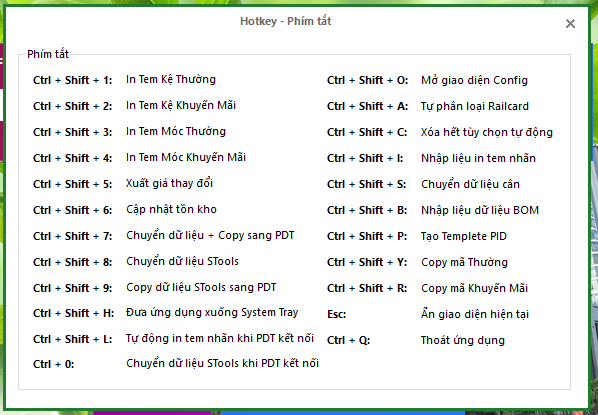 Hotkey - Phím tắt
Phím tắt
Ctrl + Shift + 1: In Tem Kệ Thường
Ctrl + Shift + 2: In Tem Kệ Khuyến Mãi
Ctrl + Shift + 3: In Tem Móc Thường
Ctrl + Shift + 4: In Tem Móc Khuyến Mãi
Ctrl + Shift + 5: Xuất giá thay đổi
Ctrl + Shift + 6: Cập nhật tồn kho
Ctrl + Shift + 7: Chuyển dữ liệu + Copy sang PDT
Ctrl + Shift + 8: Chuyển dữ liệu STools
Ctrl + Shift + 9: Copy dữ liệu STools sang PDT
Ctrl + Shift + H: Đưa ứng dụng xuống System Tray
Ctrl + Shift + L: Tự động in tem nhãn khi PDT kết nối
Ctrl + 0: Chuyển dữ liệu STools khi PDT kết nối
Ctrl + Shift + O: Mở giao diện Config
Ctrl + Shift + A: Tự phân loại Railcard
Ctrl + Shift + C: Xóa hết tùy chọn tự động
Ctrl + Shift + I: Nhập liệu in tem nhãn
Ctrl + Shift + S: Chuyển dữ liệu cân
Ctrl + Shift + B: Nhập liệu dữ liệu BOM
Ctrl + Shift + P: Tạo Templete PID
Ctrl + Shift + Y: Copy mã Thường
Ctrl + Shift + R: Copy mã Khuyến Mãi
Esc: Ẩn giao diện hiện tại
Ctrl + Q: Thoát ứng dụng